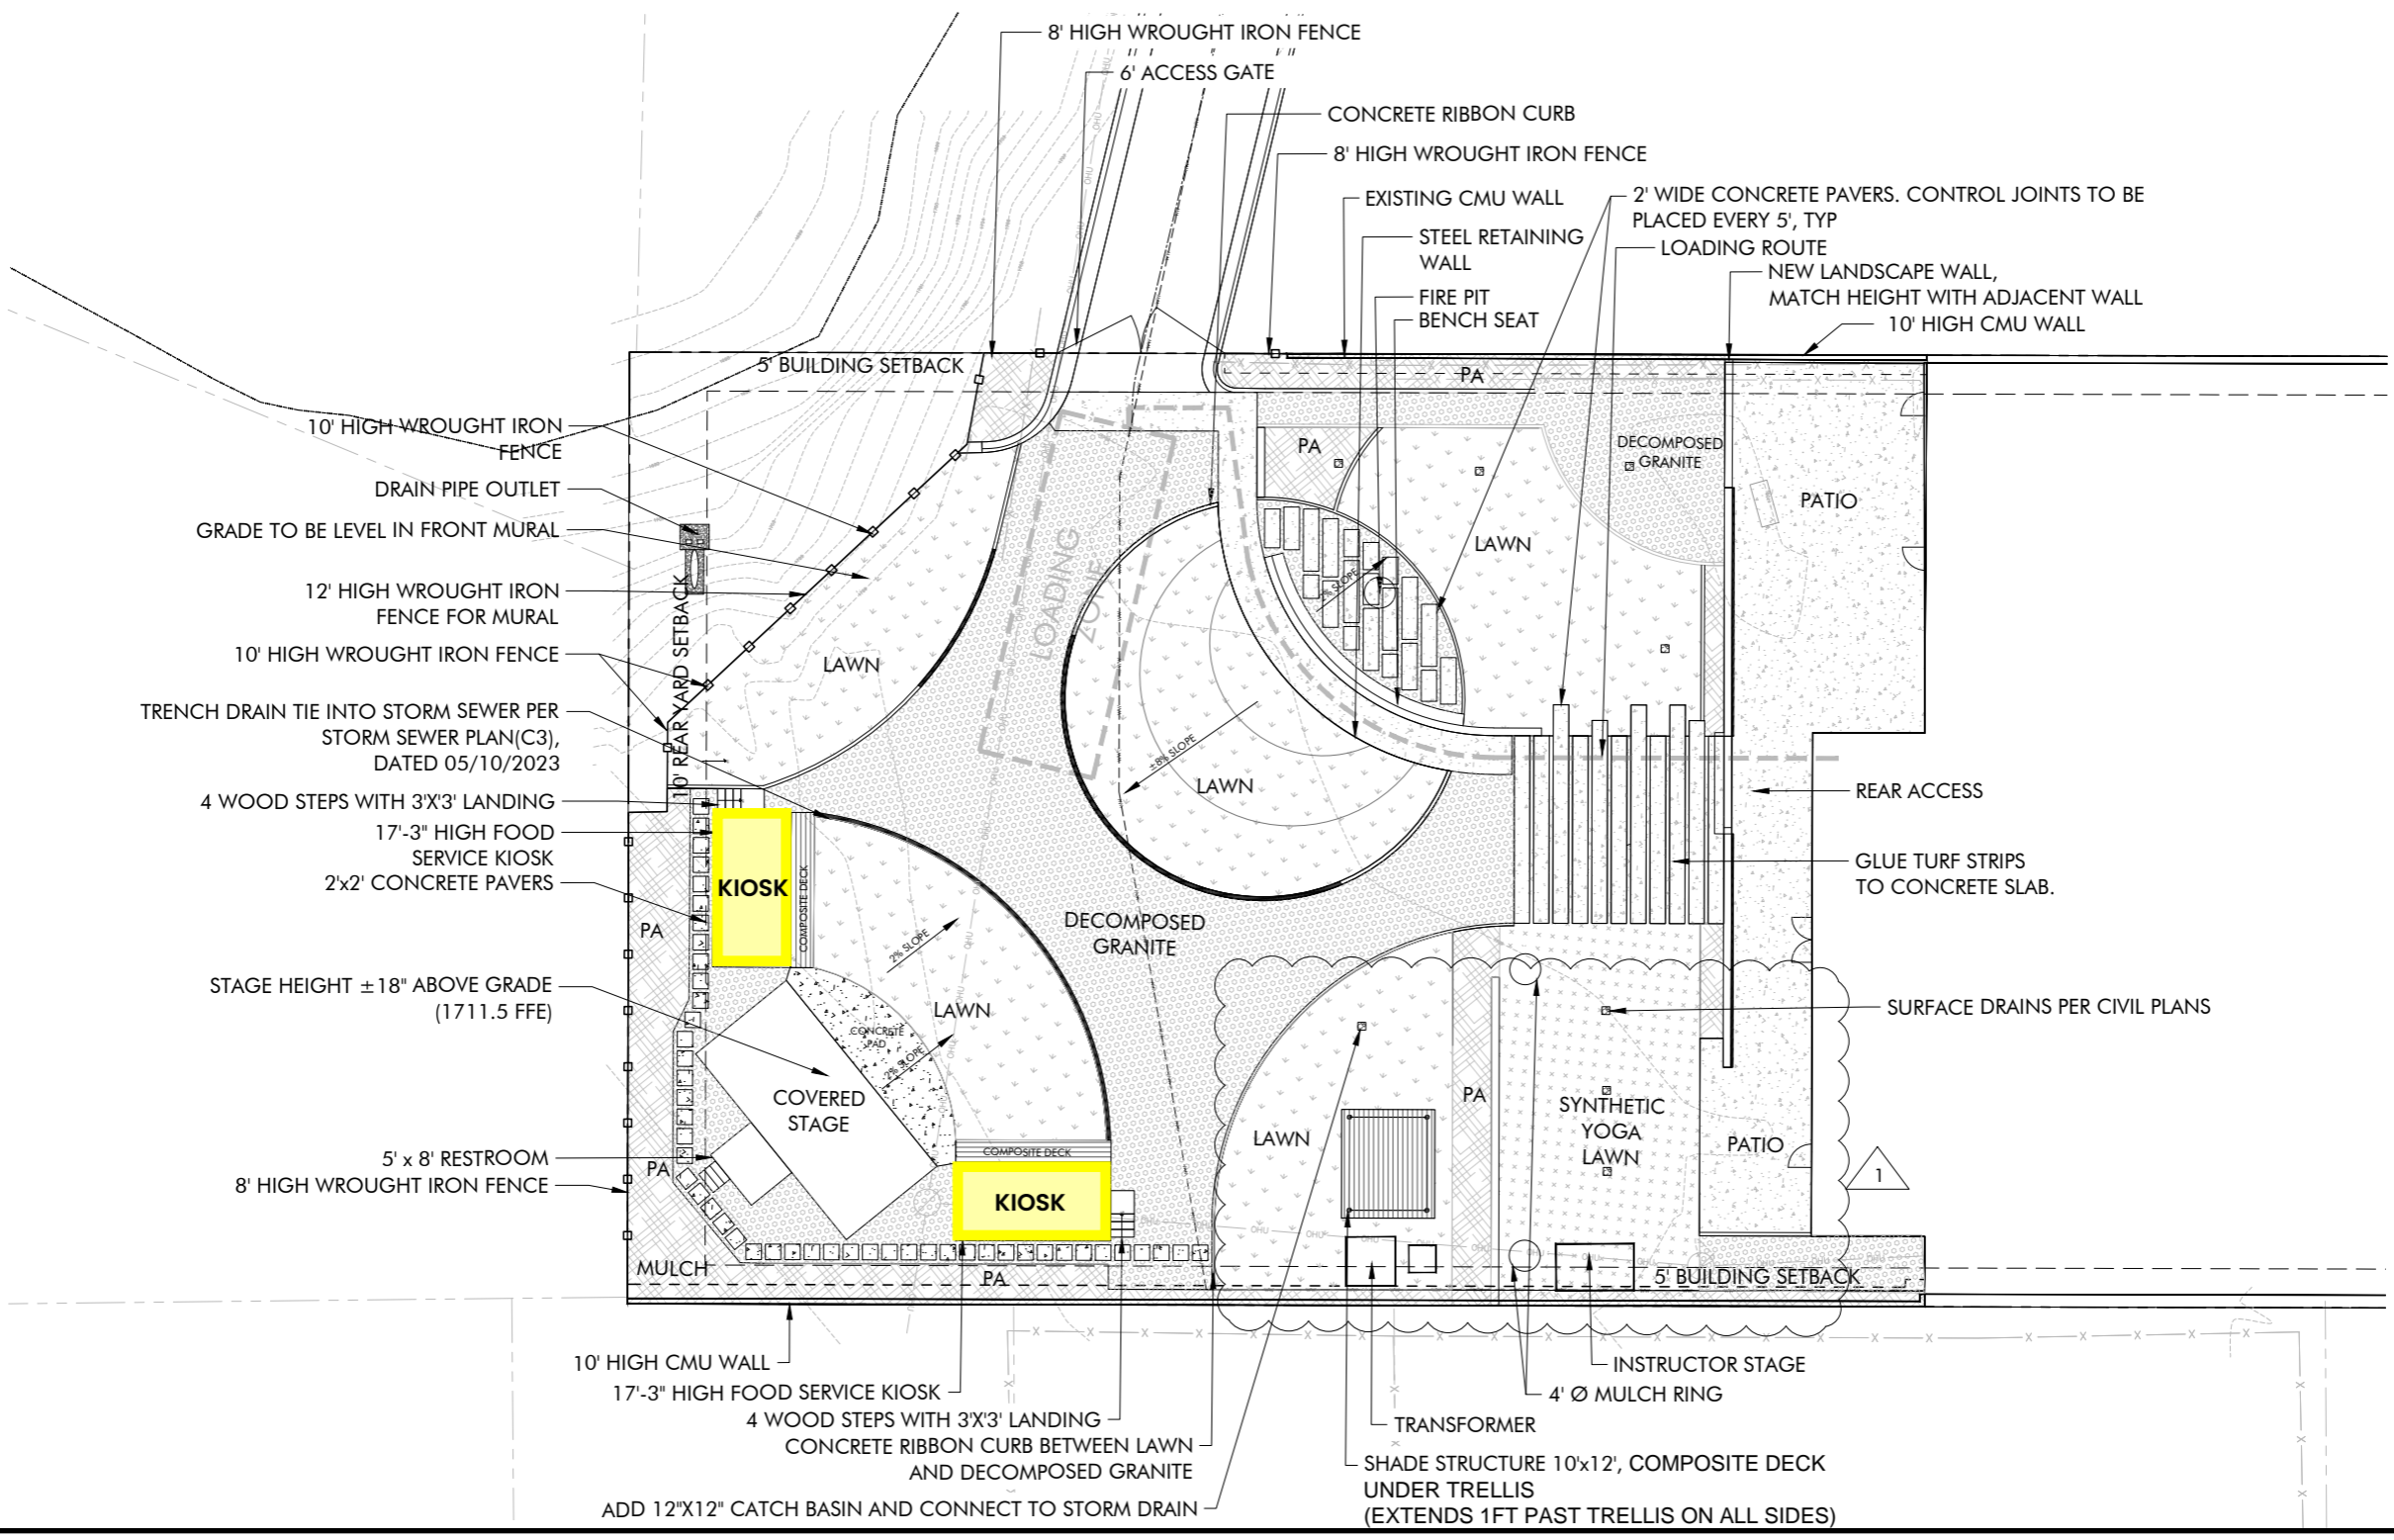 8' HIGH WROUGHT IRON FENCE
6' ACCESS GATE
CONCRETE RIBBON CURB
8' HIGH WROUGHT IRON FENCE
EXISTING CMU WALL
2' WIDE CONCRETE PAVERS. CONTROL JOINTS TO BE
PLACED EVERY 5', TYP
STEEL RETAINING
WALL
LOADING ROUTE
NEW LANDSCAPE WALL,
MATCH HEIGHT WITH ADJACENT WALL
FIRE PIT
BENCH SEAT
10' HIGH CMU WALL
5' BUILDING SETBACK
PA
10' HIGH WROUGHT IRON
FENCE
PA
DECOMPOSED
GRANITE
DRAIN PIPE OUTLET
PATIO
GRADE TO BE LEVEL IN FRONT MURAL
LAWN
LOADING
ZONE
12' HIGH WROUGHT IRON
FENCE FOR MURAL
10' REAR YARD SETBACK
10' HIGH WROUGHT IRON FENCE
LAWN
TRENCH DRAIN TIE INTO STORM SEWER PER
STORM SEWER PLAN(C3),
DATED 05/10/2023
±8% SLOPE
LAWN
REAR ACCESS
4 WOOD STEPS WITH 3'X'3' LANDING
17'-3" HIGH FOOD
SERVICE KIOSK
2'x2' CONCRETE PAVERS
KIOSK
COMPOSITE DECK
GLUE TURF STRIPS
TO CONCRETE SLAB.
PA
2% SLOPE
DECOMPOSED
GRANITE
STAGE HEIGHT ±18" ABOVE GRADE
(1711.5 FFE)
LAWN
CONCRETE
PAD
2% SLOPE
SURFACE DRAINS PER CIVIL PLANS
COVERED
STAGE
PA
SYNTHETIC
YOGA
LAWN
LAWN
PATIO
COMPOSITE DECK
5' x 8' RESTROOM
PA
8' HIGH WROUGHT IRON FENCE
KIOSK
1
MULCH
PA
5' BUILDING SETBACK
10' HIGH CMU WALL
17'-3" HIGH FOOD SERVICE KIOSK
4 WOOD STEPS WITH 3'X'3' LANDING
CONCRETE RIBBON CURB BETWEEN LAWN
AND DECOMPOSED GRANITE
ADD 12"X12" CATCH BASIN AND CONNECT TO STORM DRAIN
INSTRUCTOR STAGE
4' Ø MULCH RING
TRANSFORMER
SHADE STRUCTURE 10'x12', COMPOSITE DECK
UNDER TRELLIS
(EXTENDS 1FT PAST TRELLIS ON ALL SIDES)